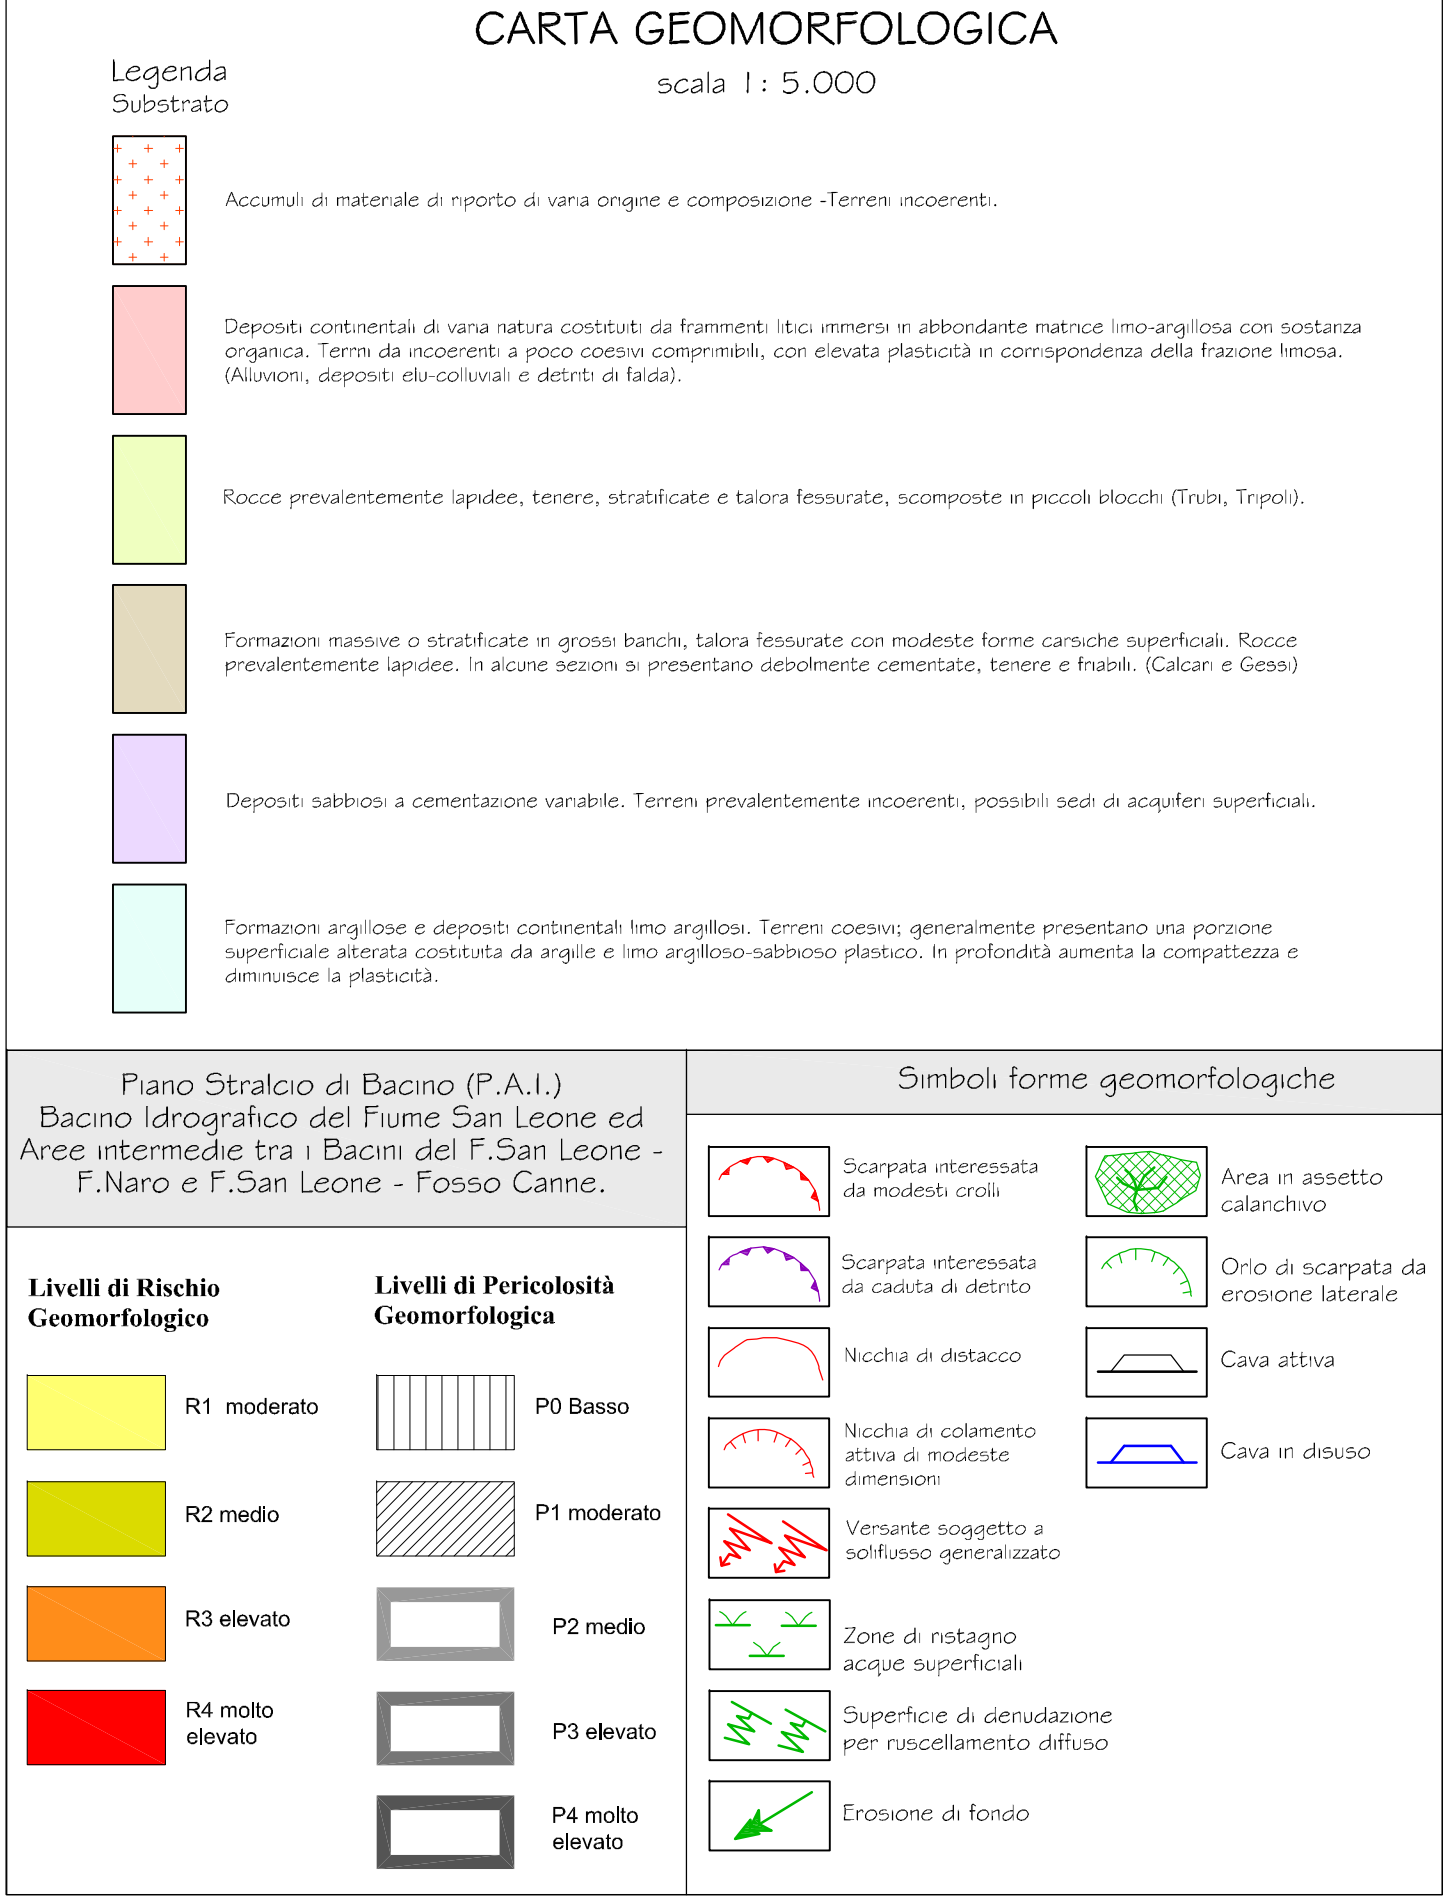 CARTA GEOMORFOLOGICA
scala 1: 5.000
Legenda
Substrato
Accumuli di materiale di riporto di varia origine e composizione -Terreni incoerenti.
Depositi continentali di varia natura costituiti da frammenti litici immersi in abbondante matrice limo-argillosa con sostanza
organica. Terrni da incoerenti a poco coesivi comprimibili, con elevata plasticità in corrispondenza della frazione limosa.
(Alluvioni, depositi elu-colluviali e detriti di falda).
Rocce prevalentemente lapidee, tenere, stratificate e talora fessurate, scomposte in piccoli blocchi (Trubi, Tripoli).
Formazioni massive o stratificate in grossi banchi, talora fessurate con modeste forme carsiche superficiali. Rocce
prevalentemente lapidee. In alcune sezioni si presentano debolmente cementate, tenere e friabili. (Calcari e Gessi)
Depositi sabbiosi a cementazione variabile. Terreni prevalentemente incoerenti, possibili sedi di acquiferi superficiali.
Formazioni argillose e depositi continentali limo argillosi. Terreni coesivi; generalmente presentano una porzione
superficiale alterata costituita da argille e limo argilloso-sabbioso plastico. In profondità aumenta la compattezza e
diminuisce la plasticità.
Piano Stralcio di Bacino (P.A.I.)
Bacino Idrografico del Fiume San Leone ed
Aree intermedie tra i Bacini del F.San Leone -
F.Naro e F.San Leone - Fosso Canne.
Livelli di Rischio
Geomorfologico
R1 moderato
R2 medio
R3 elevato
R4 molto
elevato
Livelli di Pericolosità
Geomorfologica
P0 Basso
P1 moderato
P2 medio
P3 elevato
P4 molto
elevato
Simboli forme geomorfologiche
Scarpata interessata
da modesti crolli
Scarpata interessata
da caduta di detrito
Nicchia di distacco
Nicchia di colamento
attiva di modeste
dimensioni
Versante soggetto a
soliflusso generalizzato
Zone di ristagno
acque superficiali
Superficie di denudazione
per ruscellamento diffuso
Erosione di fondo
Area in assetto
calanchivo
Orlo di scarpata da
erosione laterale
Cava attiva
Cava in disuso